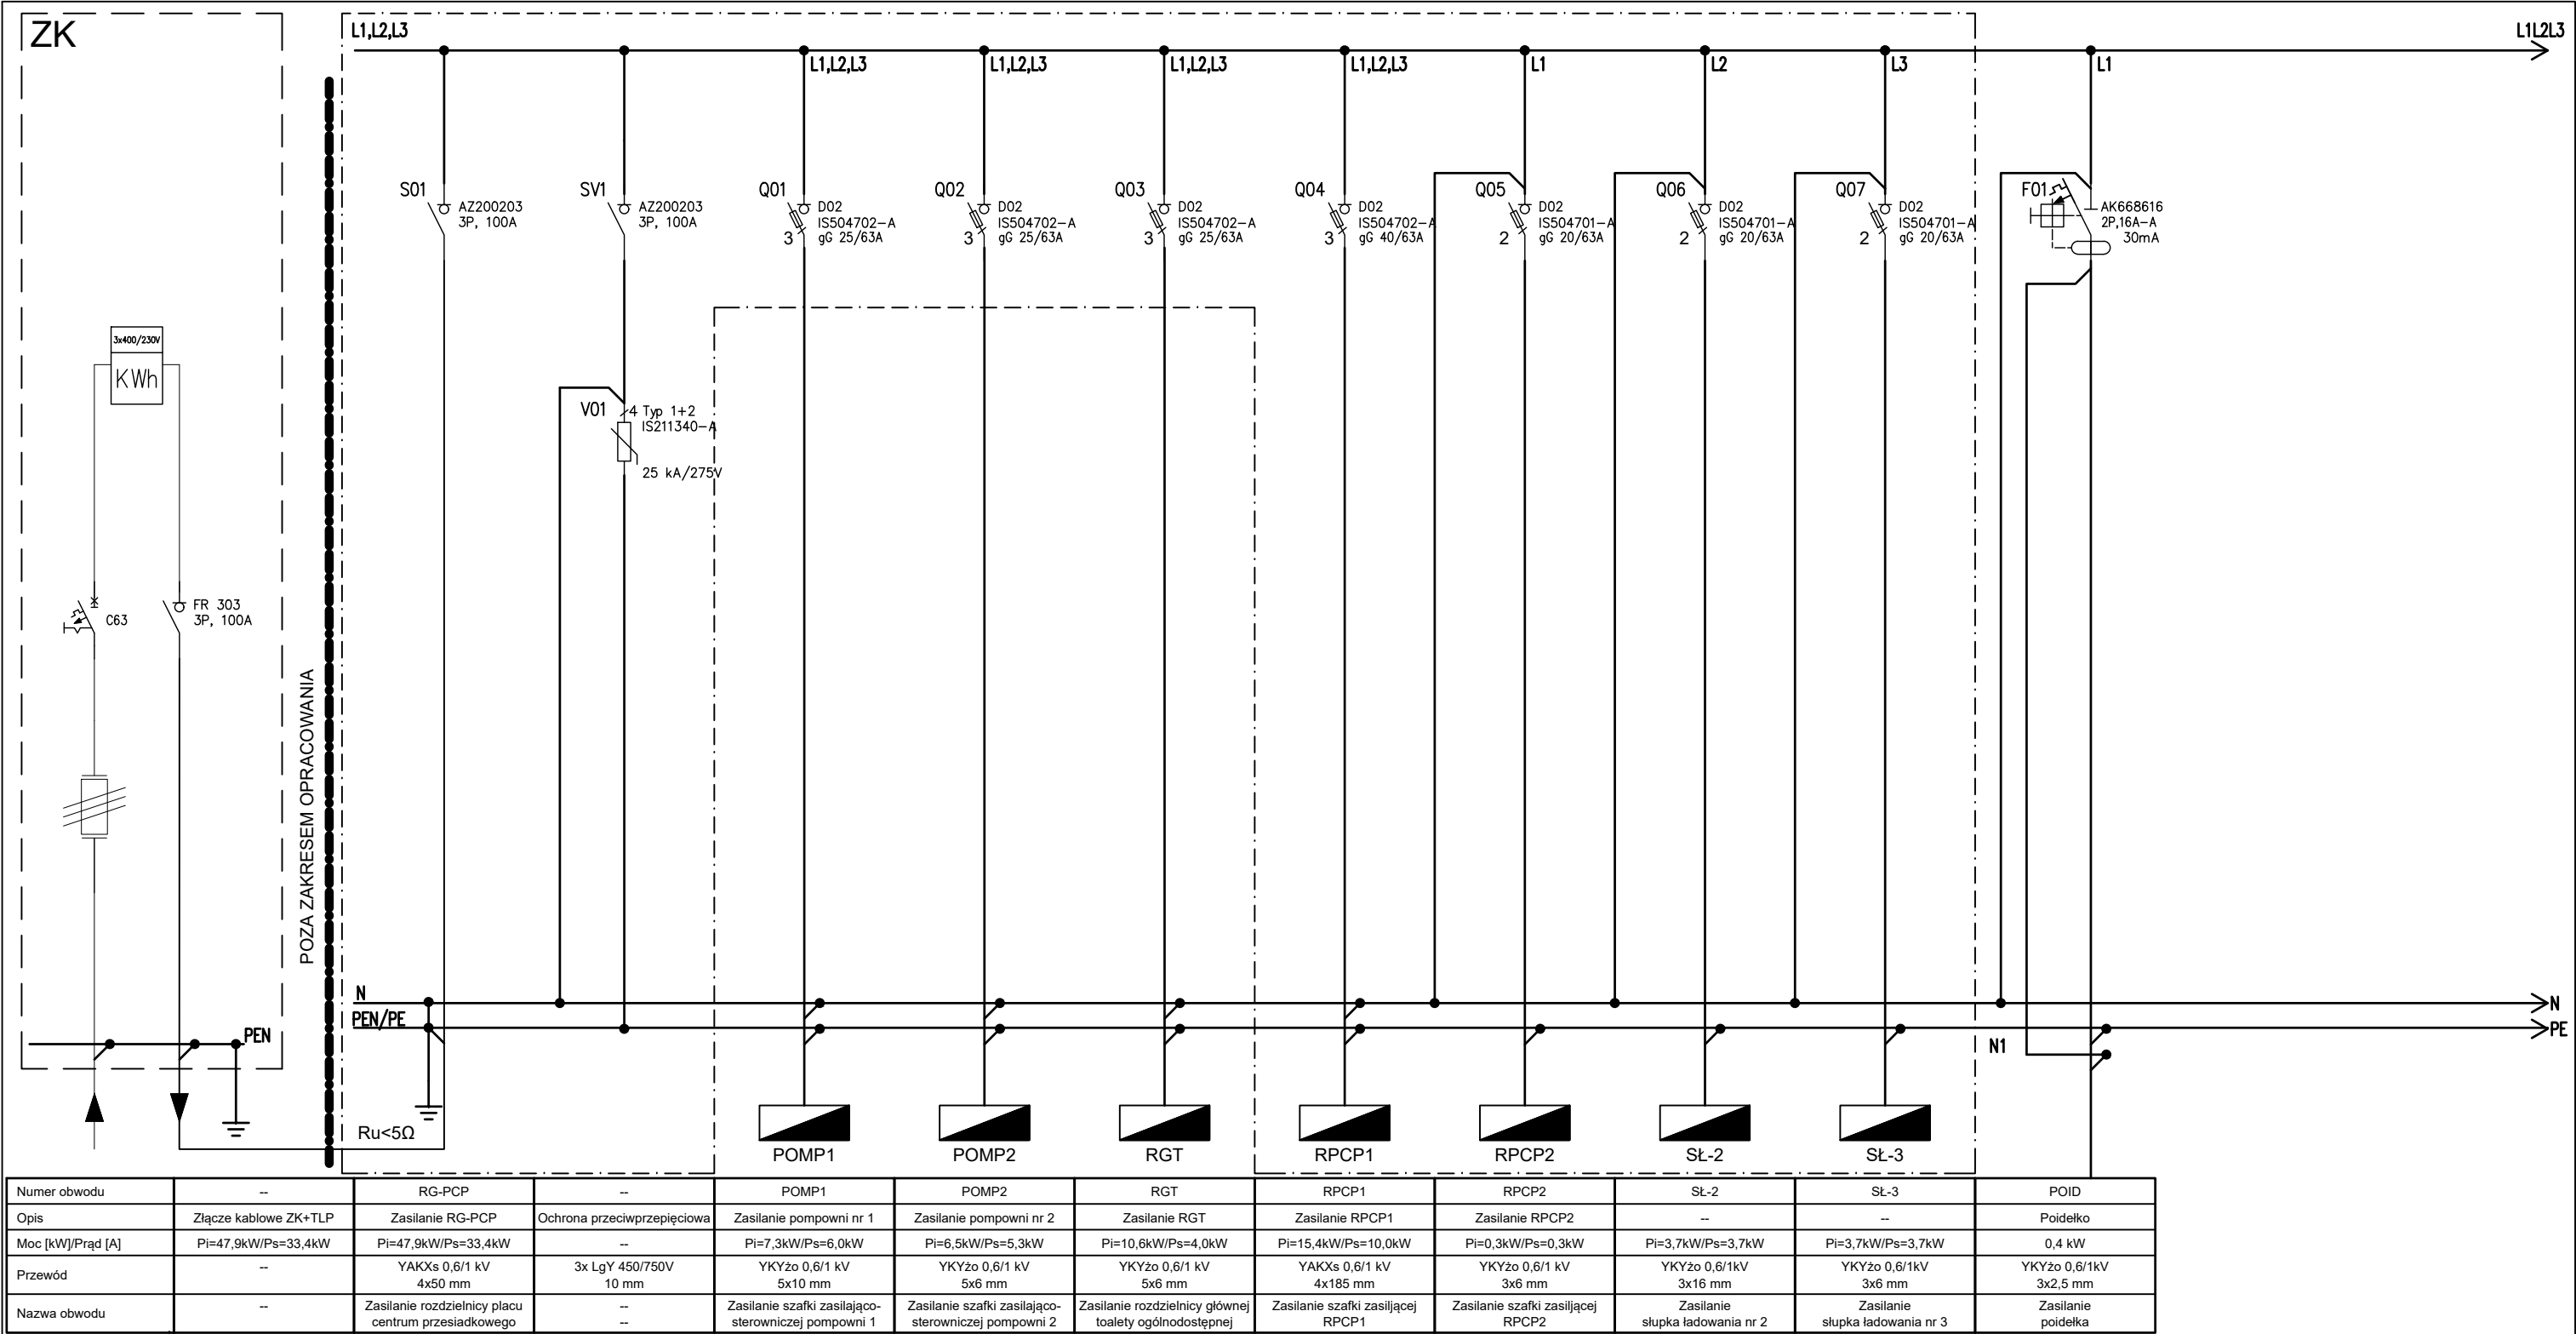 ZK
L1,L2,L3
L1L2L3
L1,L2,L3
L1,L2,L3
L1,L2,L3
L1,L2,L3
L1
L2
L3
L1
S01
AZ200203
3P, 100A
SV1
AZ200203
3P, 100A
Q01
D02
IS504702-A
gG 25/63A
3
Q02
D02
IS504702-A
gG 25/63A
3
Q03
D02
IS504702-A
gG 25/63A
3
Q04
D02
IS504702-A
gG 40/63A
3
Q05
D02
IS504701-A
gG 20/63A
2
Q06
D02
IS504701-A
gG 20/63A
2
Q07
D02
IS504701-A
gG 20/63A
2
F01
AK668616
2P,16A-A
30mA
3x400/230V
KWh
V01
4 Typ 1+2
IS211340-A
25 kA/275V
C63
FR 303
3P, 100A
POZA ZAKRESEM OPRACOWANIA
N
N
PEN/PE
PE
PEN
N1
Ru<5Ω
POMP1
POMP2
RGT
RPCP1
RPCP2
SŁ-2
SŁ-3
Numer obwodu -- RG-PCP -- POMP1 POMP2 RGT RPCP1 RPCP2 SŁ-2 SŁ-3 POID
Opis Złącze kablowe ZK+TLP Zasilanie RG-PCP Ochrona przeciwprzepięciowa Zasilanie pompowni nr 1 Zasilanie pompowni nr 2 Zasilanie RGT Zasilanie RPCP1 Zasilanie RPCP2 -- -- Poidełko
Moc [kW]/Prąd [A] Pi=47,9kW/Ps=33,4kW Pi=47,9kW/Ps=33,4kW -- Pi=7,3kW/Ps=6,0kW Pi=6,5kW/Ps=5,3kW Pi=10,6kW/Ps=4,0kW Pi=15,4kW/Ps=10,0kW Pi=0,3kW/Ps=0,3kW Pi=3,7kW/Ps=3,7kW Pi=3,7kW/Ps=3,7kW 0,4 kW
Przewód -- YAKXs 0,6/1 kV 3x LgY 450/750V YKYżo 0,6/1 kV YKYżo 0,6/1 kV YKYżo 0,6/1 kV YAKXs 0,6/1 kV YKYżo 0,6/1 kV YKYżo 0,6/1kV YKYżo 0,6/1kV YKYżo 0,6/1kV
4x50 mm 10 mm 5x10 mm 5x6 mm 5x6 mm 4x185 mm 3x6 mm 3x16 mm 3x6 mm 3x2,5 mm
Nazwa obwodu -- Zasilanie rozdzielnicy placu -- Zasilanie szafki zasilająco- Zasilanie szafki zasilająco- Zasilanie rozdzielnicy głównej Zasilanie szafki zasiljącej Zasilanie szafki zasiljącej Zasilanie Zasilanie Zasilanie
centrum przesiadkowego -- sterowniczej pompowni 1 sterowniczej pompowni 2 toalety ogólnodostępnej RPCP1 RPCP2 słupka ładowania nr 2 słupka ładowania nr 3 poidełka